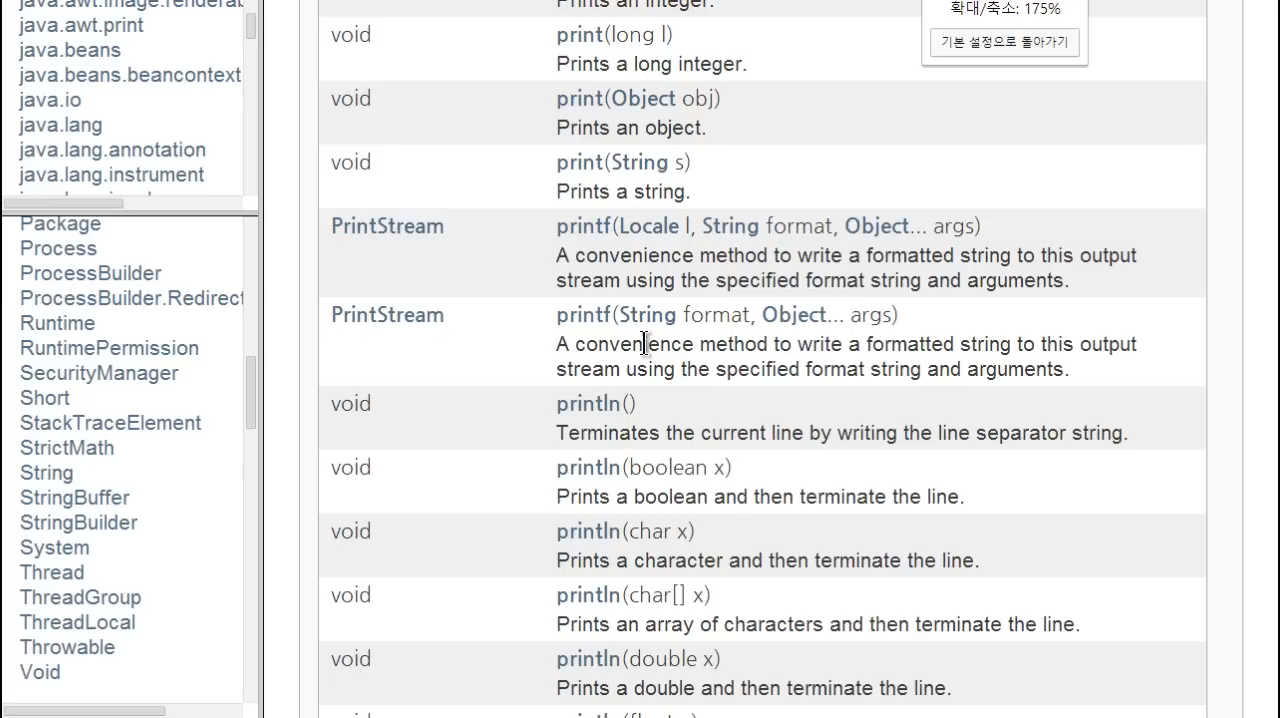 java.awt.image.renderab
java.awt.print
java.beans
java.beans.beancontext
java.io
java.lang
java.lang.annotation
java.lang.instrument
Package
Process
ProcessBuilder
ProcessBuilder.Redirect
Runtime
RuntimePermission
SecurityManager
Short
StackTraceElement
StrictMath
String
StringBuffer
StringBuilder
System
Thread
ThreadGroup
ThreadLocal
Throwable
Void
Prints an integer.
void print(long l)
Prints a long integer.
void print(Object obj)
Prints an object.
void print(String s)
Prints a string.
PrintStream printf(Locale l, String format, Object... args)
A convenience method to write a formatted string to this output
stream using the specified format string and arguments.
PrintStream printf(String format, Object... args)
A convenience method to write a formatted string to this output
stream using the specified format string and arguments.
void println()
Terminates the current line by writing the line separator string.
void println(boolean x)
Prints a boolean and then terminate the line.
void println(char x)
Prints a character and then terminate the line.
void println(char[] x)
Prints an array of characters and then terminate the line.
void println(double x)
Prints a double and then terminate the line.
확대/축소: 175%
기본 설정으로 돌아가기